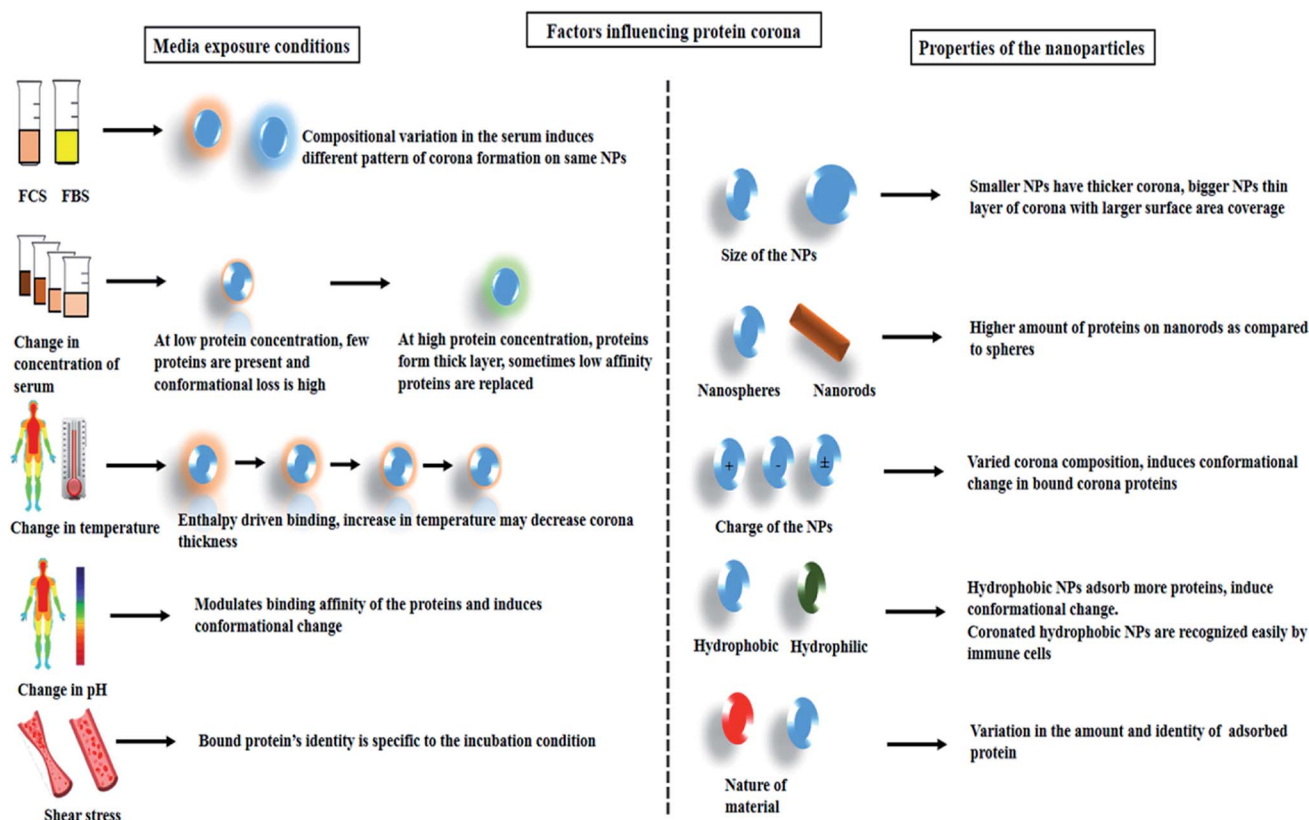 Factors influencing protein corona
Media exposure conditions
FCS FBS
Compositional variation in the serum induces
different pattern of corona formation on same NPs
Change in
concentration of
serum
At low protein concentration, few
proteins are present and
conformational loss is high
At high protein concentration, proteins
form thick layer, sometimes low affinity
proteins are replaced
Change in temperature
Enthalpy driven binding, increase in temperature may decrease corona
thickness
Change in pH
Modulates binding affinity of the proteins and induces
conformational change
Shear stress
Bound protein's identity is specific to the incubation condition
Properties of the nanoparticles
Size of the NPs
Smaller NPs have thicker corona, bigger NPs thin
layer of corona with larger surface area coverage
Nanospheres Nanorods
Higher amount of proteins on nanorods as compared
to spheres
+ - ±
Charge of the NPs
Varied corona composition, induces conformational
change in bound corona proteins
Hydrophobic Hydrophilic
Hydrophobic NPs adsorb more proteins, induce
conformational change.
Coronated hydrophobic NPs are recognized easily by
immune cells
Nature of
material
Variation in the amount and identity of adsorbed
protein